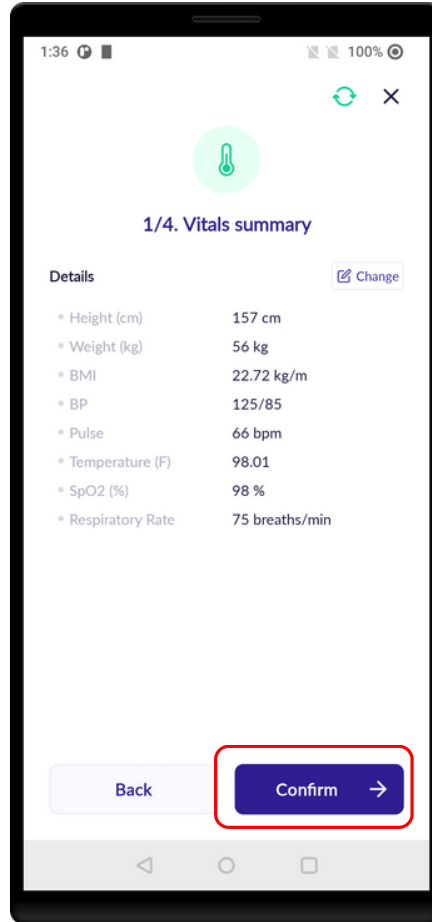 1:36 100%
1/4. Vitals summary
Details Change
Height (cm) 157 cm
Weight (kg) 56 kg
BMI 22.72 kg/m
BP 125/85
Pulse 66 bpm
Temperature (F) 98.01
SpO2 (%) 98 %
Respiratory Rate 75 breaths/min
Back Confirm